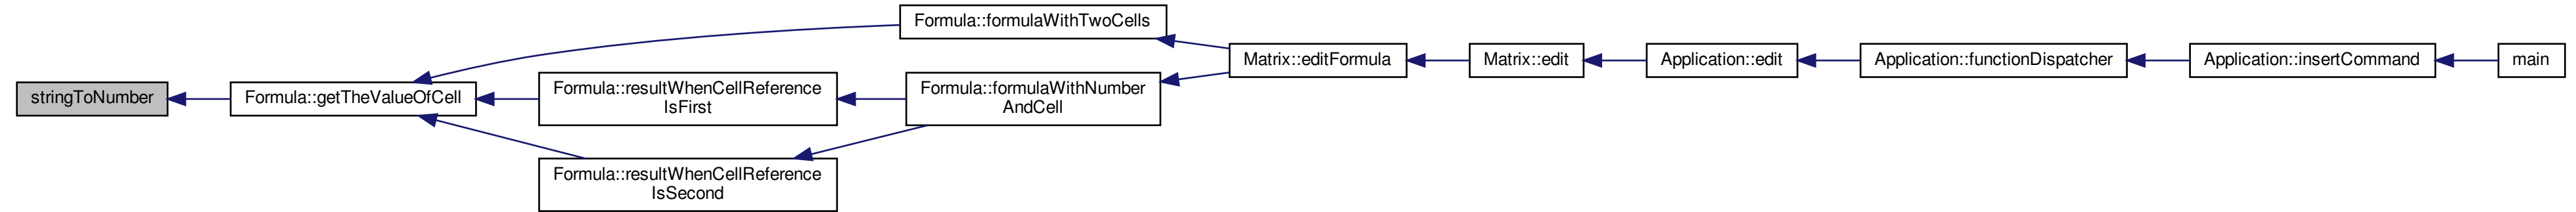 stringToNumber
Formula::getTheValueOfCell
Formula::formulaWithTwoCells
Formula::resultWhenCellReference
IsFirst
Formula::resultWhenCellReference
IsSecond
Formula::formulaWithNumber
AndCell
Matrix::editFormula
Matrix::edit
Application::edit
Application::functionDispatcher
Application::insertCommand
main